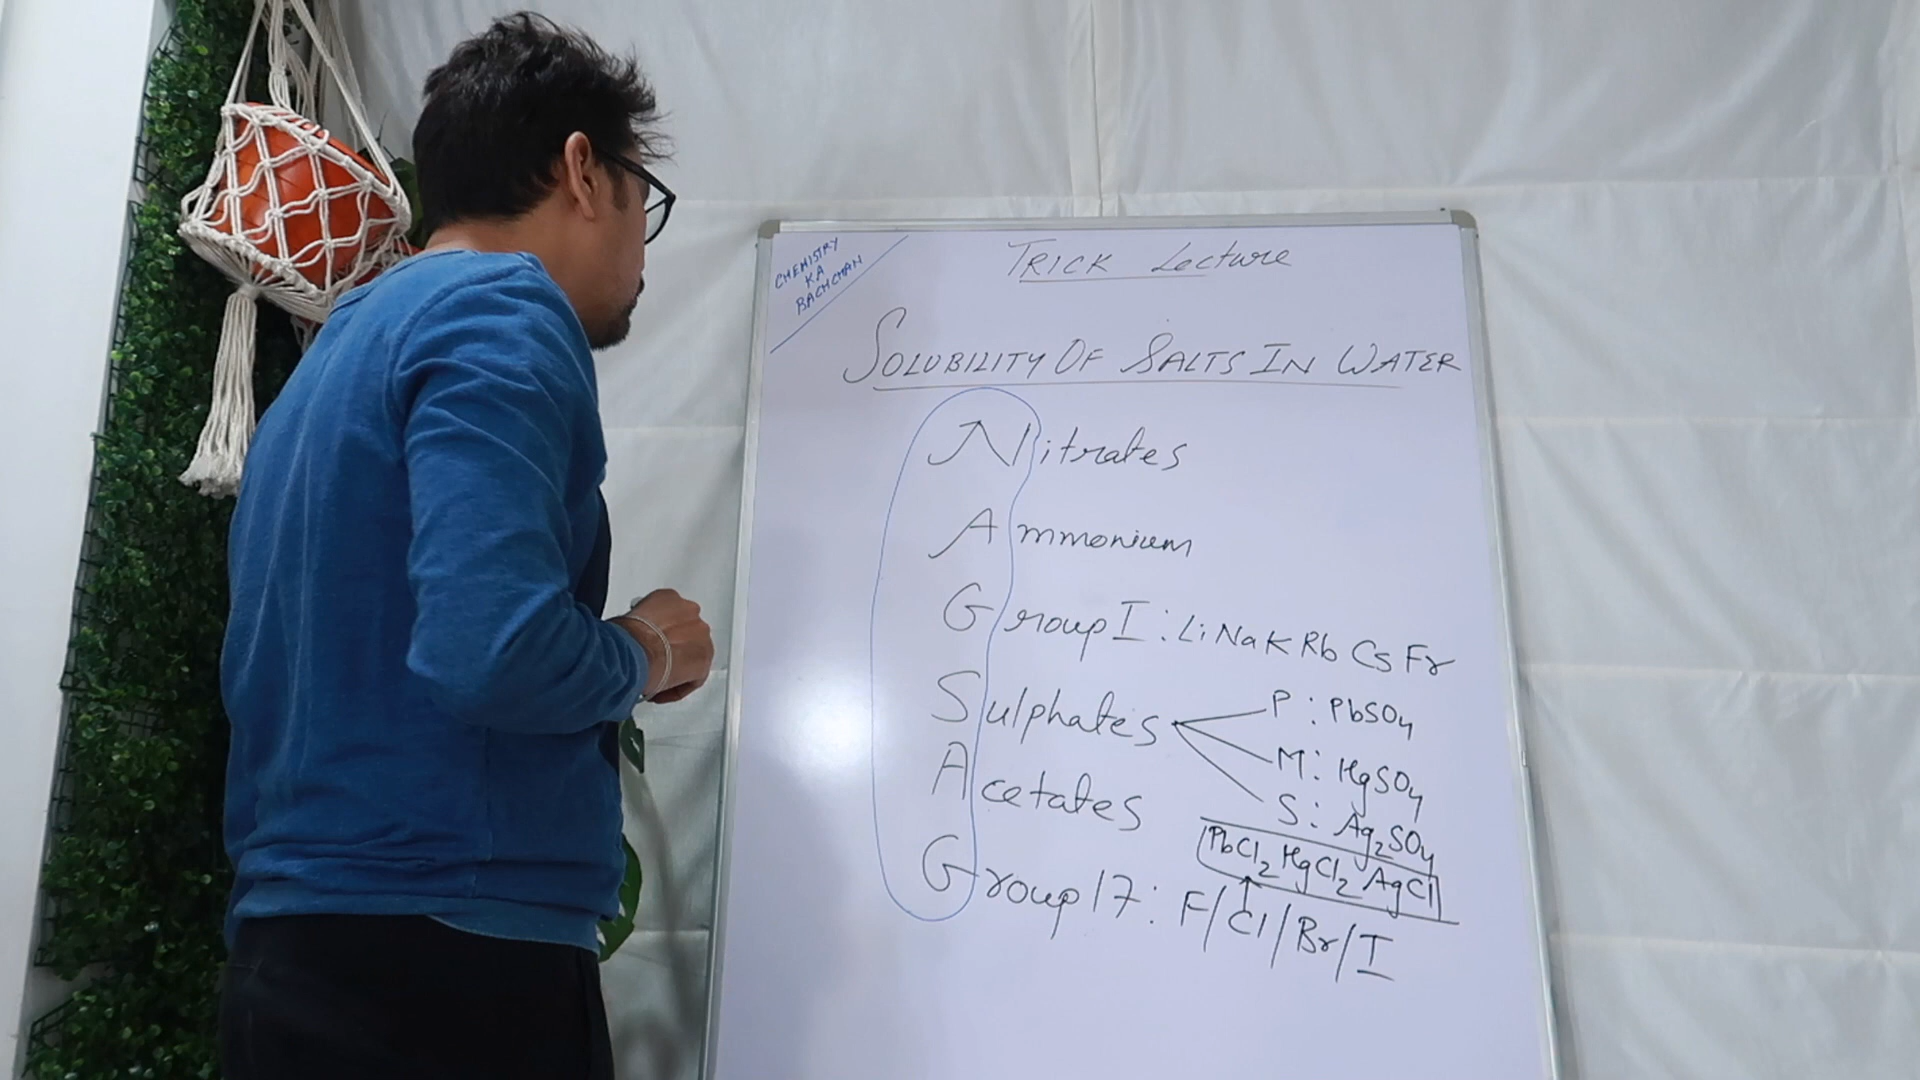 CHEMISTRY
KA
BACHCHAN
TRICK Lecture
SOLUBILITY OF SALTS IN WATER
Nitrates
Ammonium
Group I : Li Na K Rb Cs Fr
Sulphates
P : PbSO4
M : HgSO4
S : Ag2SO4
Acetates
PbCl2 HgCl2 AgCl
Group 17 : F/Cl/Br/I